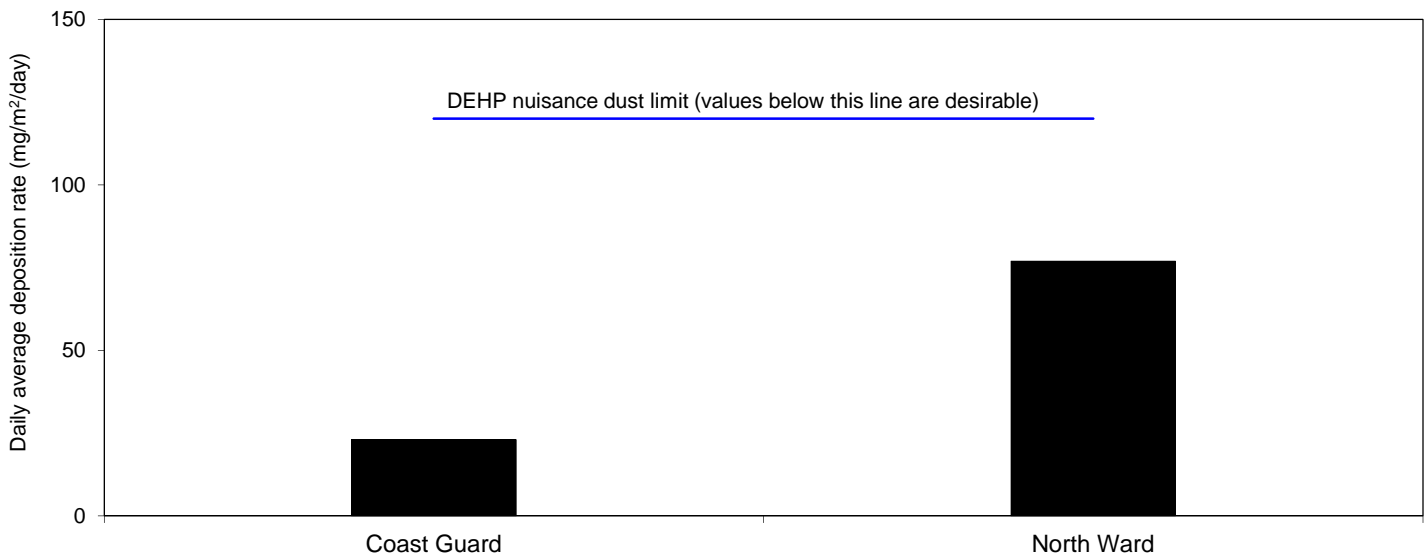 150
DEHP nuisance dust limit (values below this line are desirable)
100
50
0
Daily average deposition rate (mg/m²/day)
Coast Guard
North Ward